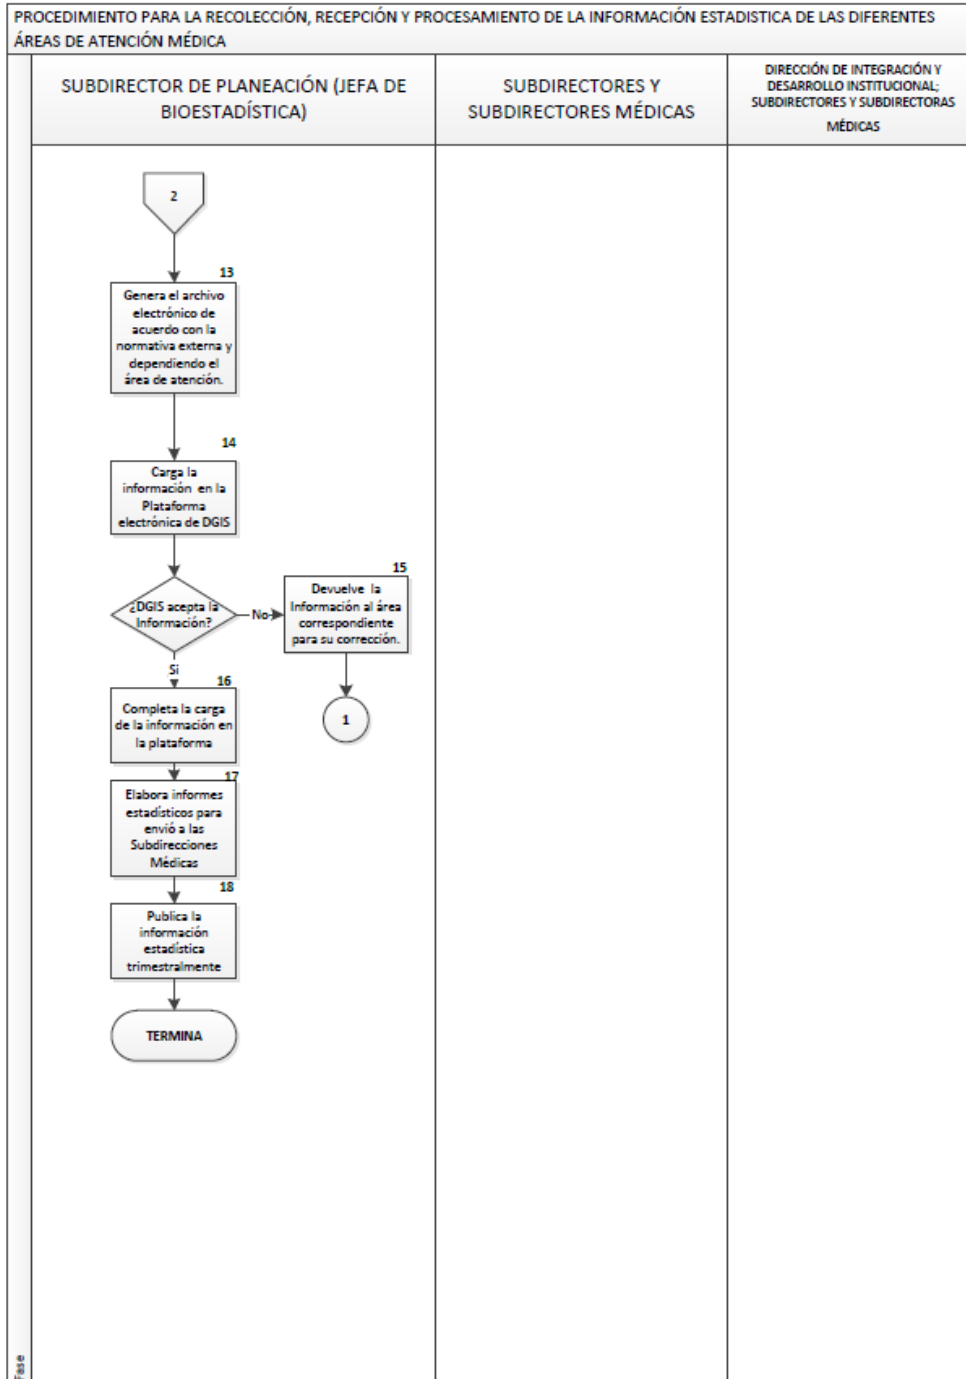 PROCEDIMIENTO PARA LA RECOLECCIÓN, RECEPCIÓN Y PROCESAMIENTO DE LA INFORMACIÓN ESTADISTICA DE LAS DIFERENTES
ÁREAS DE ATENCIÓN MÉDICA
SUBDIRECTOR DE PLANEACIÓN (JEFA DE
BIOESTADÍSTICA)
SUBDIRECTORES Y
SUBDIRECTORES MÉDICAS
DIRECCIÓN DE INTEGRACIÓN Y
DESARROLLO INSTITUCIONAL;
SUBDIRECTORES Y SUBDIRECTORAS
MÉDICAS
2
13
Genera el archivo
electrónico de
acuerdo con la
normativa externa y
dependiendo el
área de atención.
14
Carga la
información en la
Plataforma
electrónica de DGIS
¿DGIS acepta la
Información?
No
15
Devuelve la
Información al área
correspondiente
para su corrección.
1
Si
16
Completa la carga
de la información en
la plataforma
17
Elabora informes
estadísticos para
envió a las
Subdirecciones
Médicas
18
Publica la
información
estadística
trimestralmente
TERMINA
Fase